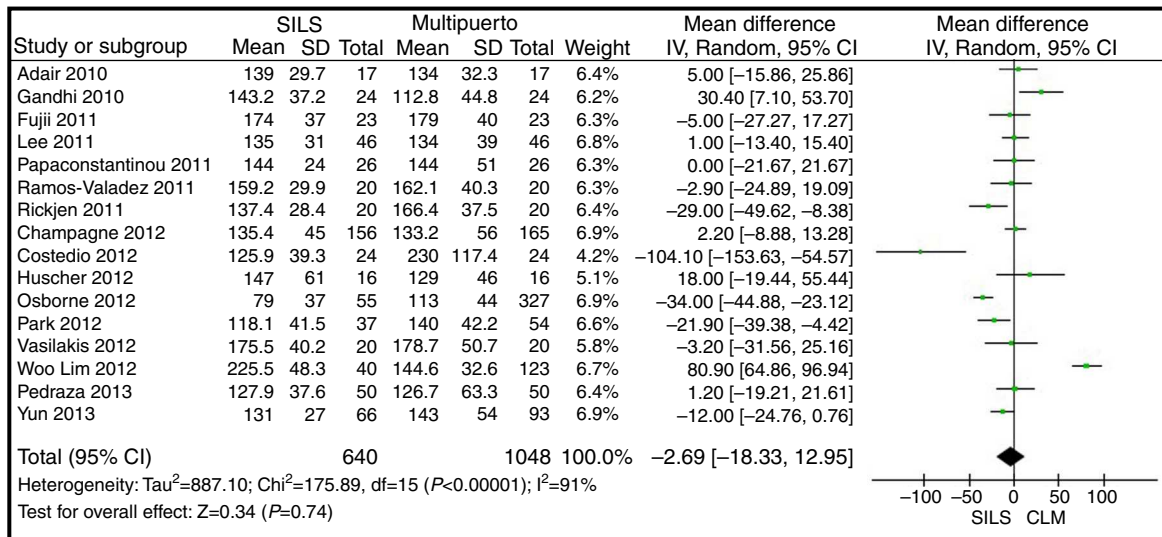 SILS Multipuerto Mean difference Mean difference
Study or subgroup Mean SD Total Mean SD Total Weight IV, Random, 95% CI IV, Random, 95% CI
Adair 2010 139 29.7 17 134 32.3 17 6.4% 5.00 [–15.86, 25.86]
Gandhi 2010 143.2 37.2 24 112.8 44.8 24 6.2% 30.40 [7.10, 53.70]
Fujii 2011 174 37 23 179 40 23 6.3% –5.00 [–27.27, 17.27]
Lee 2011 135 31 46 134 39 46 6.8% 1.00 [–13.40, 15.40]
Papaconstantinou 2011 144 24 26 144 51 26 6.3% 0.00 [–21.67, 21.67]
Ramos-Valadez 2011 159.2 29.9 20 162.1 40.3 20 6.3% –2.90 [–24.89, 19.09]
Rickjen 2011 137.4 28.4 20 166.4 37.5 20 6.4% –29.00 [–49.62, –8.38]
Champagne 2012 135.4 45 156 133.2 56 165 6.9% 2.20 [–8.88, 13.28]
Costedio 2012 125.9 39.3 24 230 117.4 24 4.2% –104.10 [–153.63, –54.57]
Huscher 2012 147 61 16 129 46 16 5.1% 18.00 [–19.44, 55.44]
Osborne 2012 79 37 55 113 44 327 6.9% –34.00 [–44.88, –23.12]
Park 2012 118.1 41.5 37 140 42.2 54 6.6% –21.90 [–39.38, –4.42]
Vasilakis 2012 175.5 40.2 20 178.7 50.7 20 5.8% –3.20 [–31.56, 25.16]
Woo Lim 2012 225.5 48.3 40 144.6 32.6 123 6.7% 80.90 [64.86, 96.94]
Pedraza 2013 127.9 37.6 50 126.7 63.3 50 6.4% 1.20 [–19.21, 21.61]
Yun 2013 131 27 66 143 54 93 6.9% –12.00 [–24.76, 0.76]
Total (95% CI) 640 1048 100.0% –2.69 [–18.33, 12.95]
Heterogeneity: Tau²=887.10; Chi²=175.89, df=15 (P<0.00001); I²=91%
Test for overall effect: Z=0.34 (P=0.74)
–100 –50 0 50 100
SILS CLM